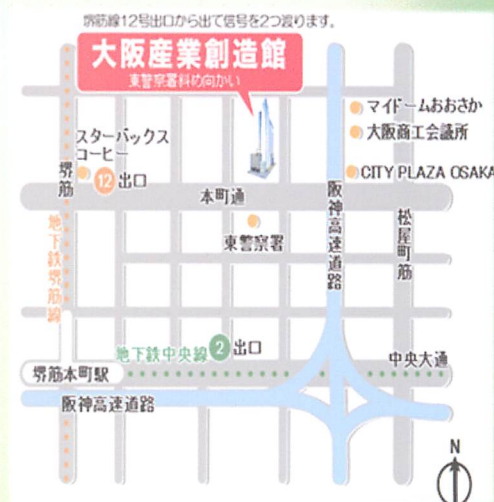 堺筋線12号出口から出て信号を2つ渡ります。
大阪産業創造館
東警察署斜め向かい
マイドームおおさか
大阪商工会議所
スターバックス
コーヒー
12 出口
CITY PLAZA OSAKA
堺筋
本町通
阪神高速道路
松屋町筋
東警察署
地下鉄堺筋線
地下鉄中央線 2 出口
中央大通
堺筋本町駅
阪神高速道路
N